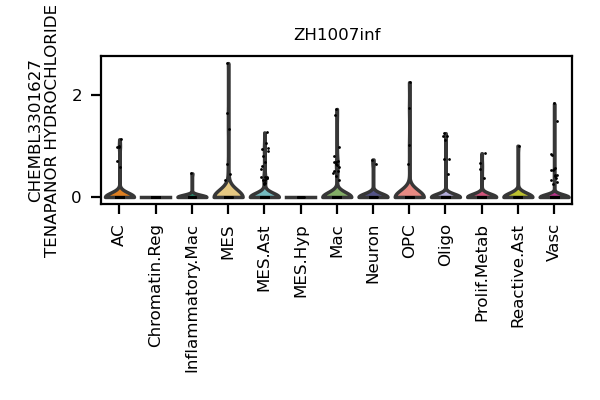 ZH1007inf
CHEMBL3301627
TENAPANOR HYDROCHLORIDE
2
0
AC
Chromatin.Reg
Inflammatory.Mac
MES
MES.Ast
MES.Hyp
Mac
Neuron
OPC
Oligo
Prolif.Metab
Reactive.Ast
Vasc